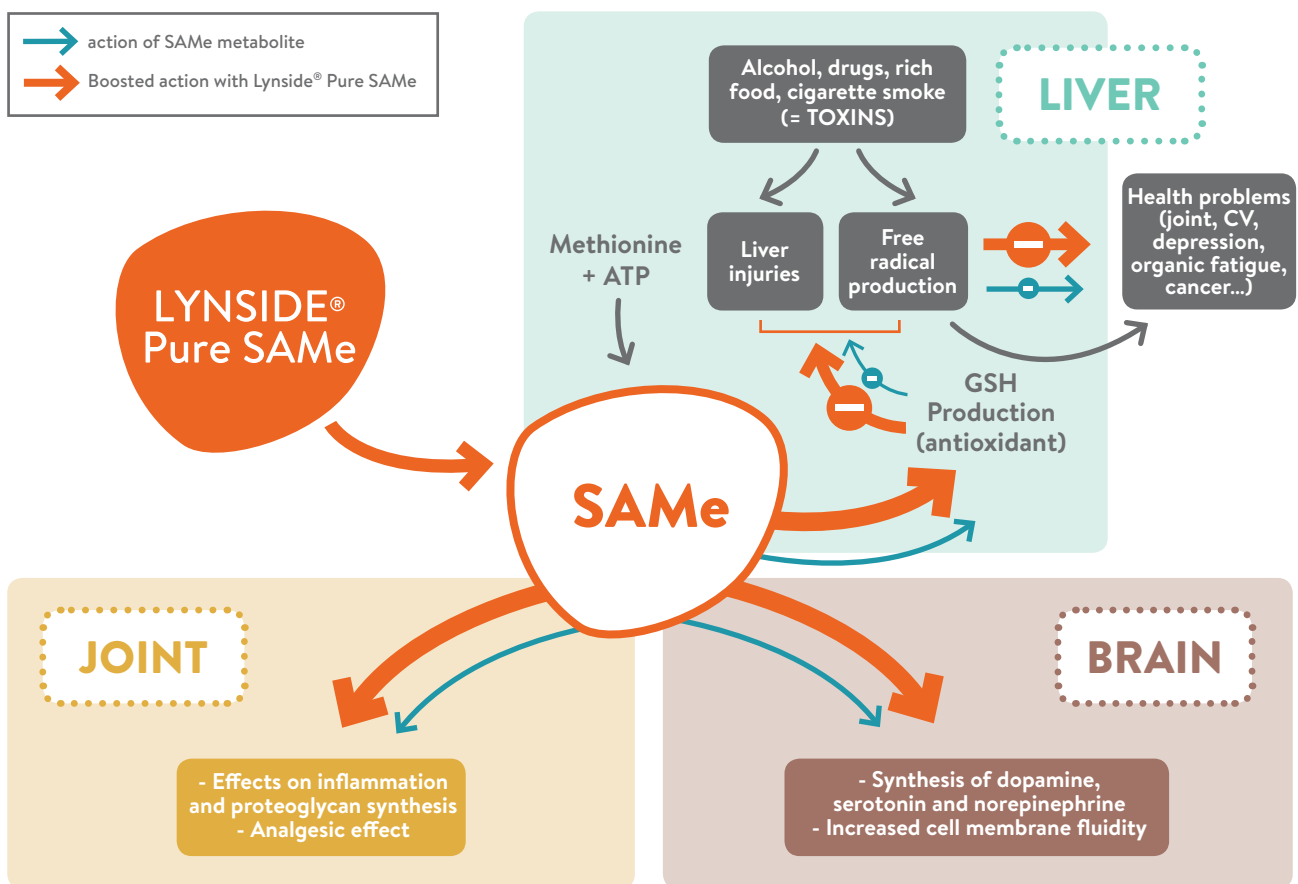 action of SAMe metabolite
Boosted action with Lynside® Pure SAMe
LYNSIDE®
Pure SAMe
LIVER
Alcohol, drugs, rich
food, cigarette smoke
(= TOXINS)
Methionine
+ ATP
Liver
injuries
Free
radical
production
Health problems
(joint, CV,
depression,
organic fatigue,
cancer...)
GSH
Production
(antioxidant)
SAMe
JOINT
- Effects on inflammation
and proteoglycan synthesis
- Analgesic effect
BRAIN
- Synthesis of dopamine,
serotonin and norepinephrine
- Increased cell membrane fluidity